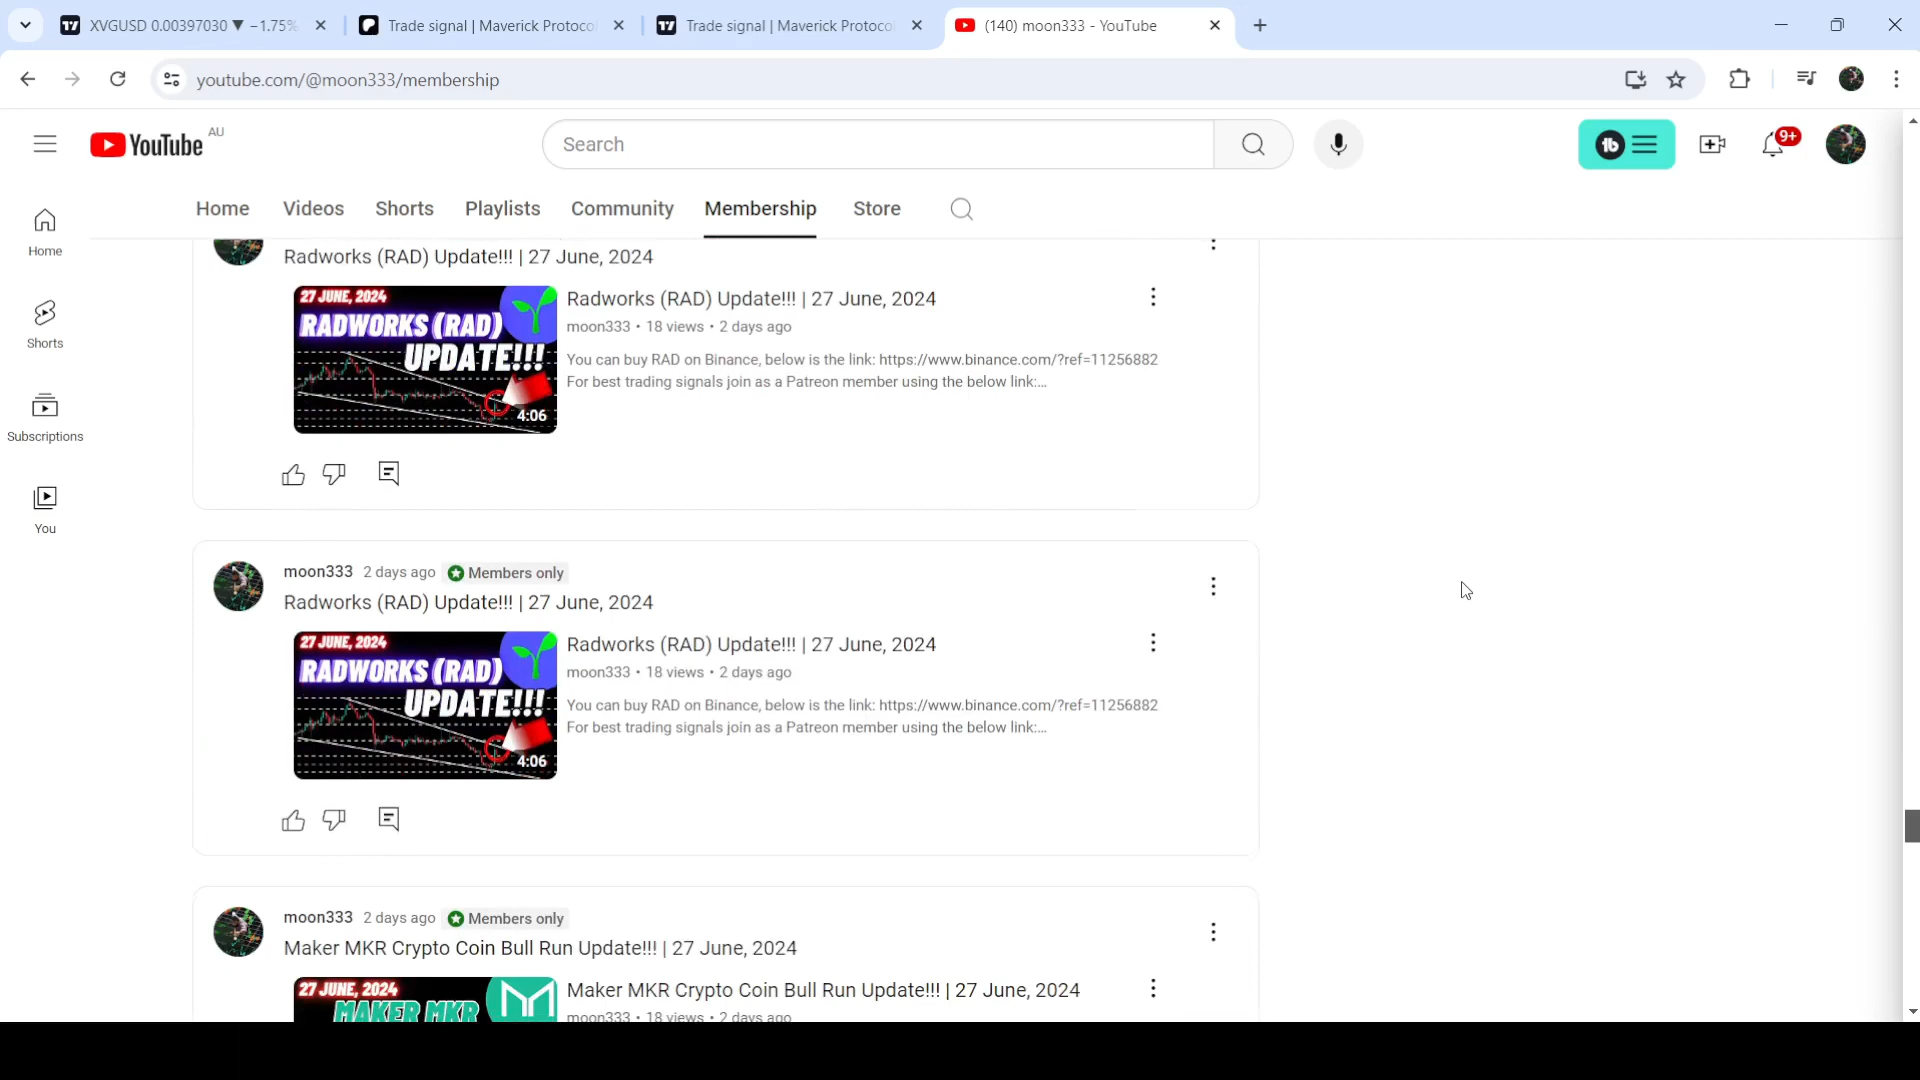 XVGUSD 0.00397030 ▼ −1.75%
Trade signal | Maverick Protoco
Trade signal | Maverick Protoco
(140) moon333 - YouTube
youtube.com/@moon333/membership
YouTube AU
Search
9+
Home Videos Shorts Playlists Community Membership Store
Home
Shorts
Subscriptions
You
Radworks (RAD) Update!!! | 27 June, 2024
27 JUNE, 2024
RADWORKS (RAD)
UPDATE!!!
4:06
Radworks (RAD) Update!!! | 27 June, 2024
moon333 • 18 views • 2 days ago
You can buy RAD on Binance, below is the link: https://www.binance.com/?ref=11256882
For best trading signals join as a Patreon member using the below link:...
moon333 2 days ago Members only
Radworks (RAD) Update!!! | 27 June, 2024
27 JUNE, 2024
RADWORKS (RAD)
UPDATE!!!
4:06
Radworks (RAD) Update!!! | 27 June, 2024
moon333 • 18 views • 2 days ago
You can buy RAD on Binance, below is the link: https://www.binance.com/?ref=11256882
For best trading signals join as a Patreon member using the below link:...
moon333 2 days ago Members only
Maker MKR Crypto Coin Bull Run Update!!! | 27 June, 2024
27 JUNE, 2024
MAKER MKR
Maker MKR Crypto Coin Bull Run Update!!! | 27 June, 2024
moon333 • 18 views • 2 days ago